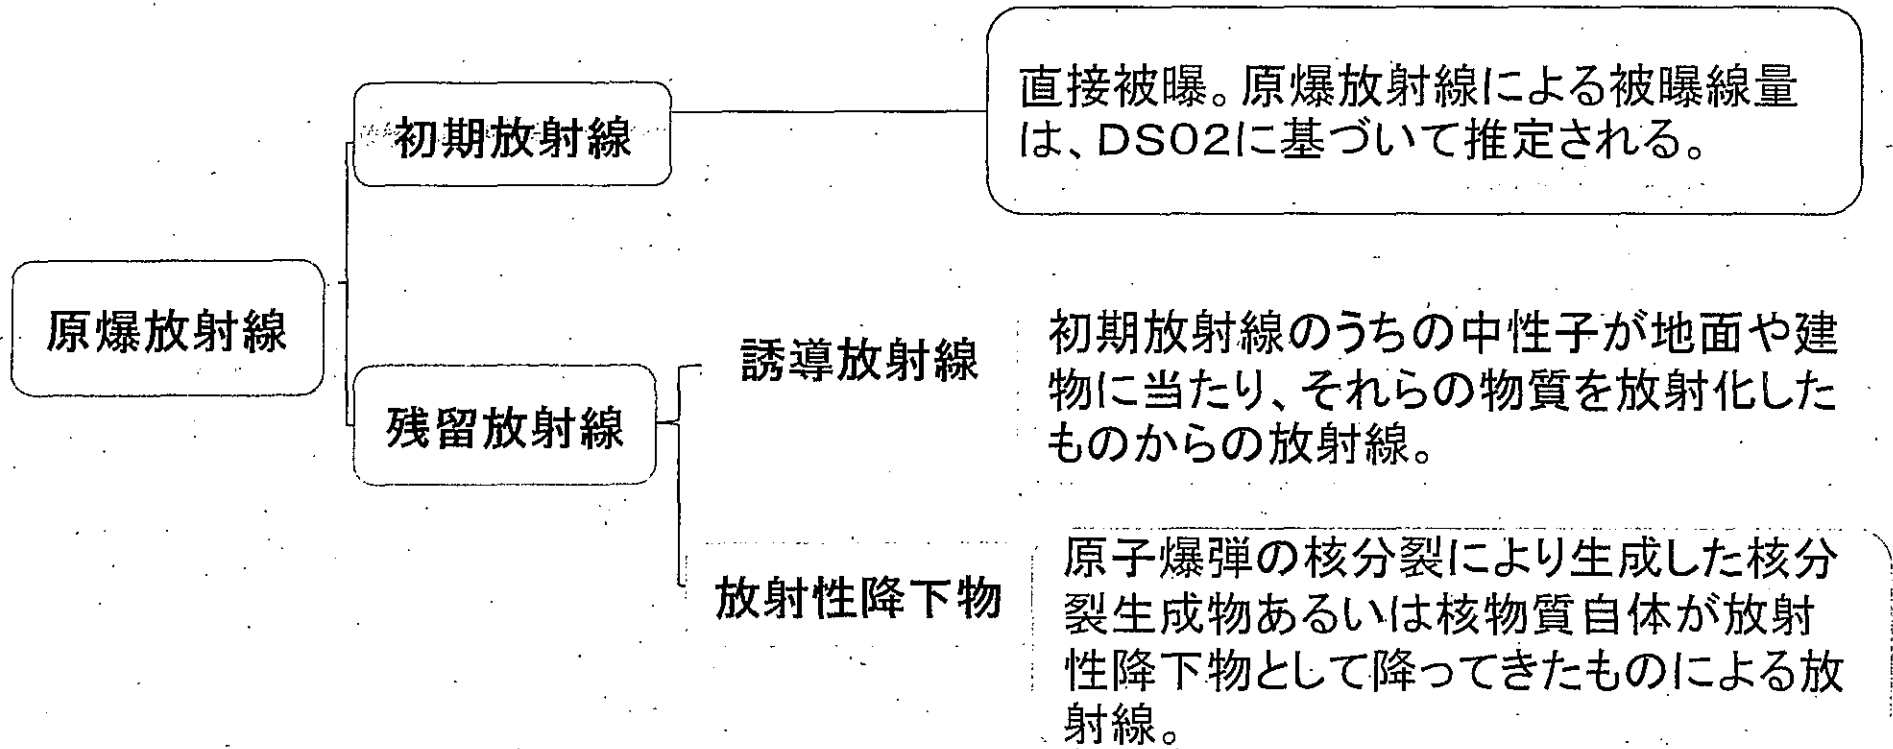 原爆放射線
初期放射線
直接被曝。原爆放射線による被曝線量
は、DS02に基づいて推定される。
残留放射線
誘導放射線
初期放射線のうちの中性子が地面や建
物に当たり、それらの物質を放射化した
ものからの放射線。
放射性降下物
原子爆弾の核分裂により生成した核分
裂生成物あるいは核物質自体が放射
性降下物として降ってきたものによる放
射線。